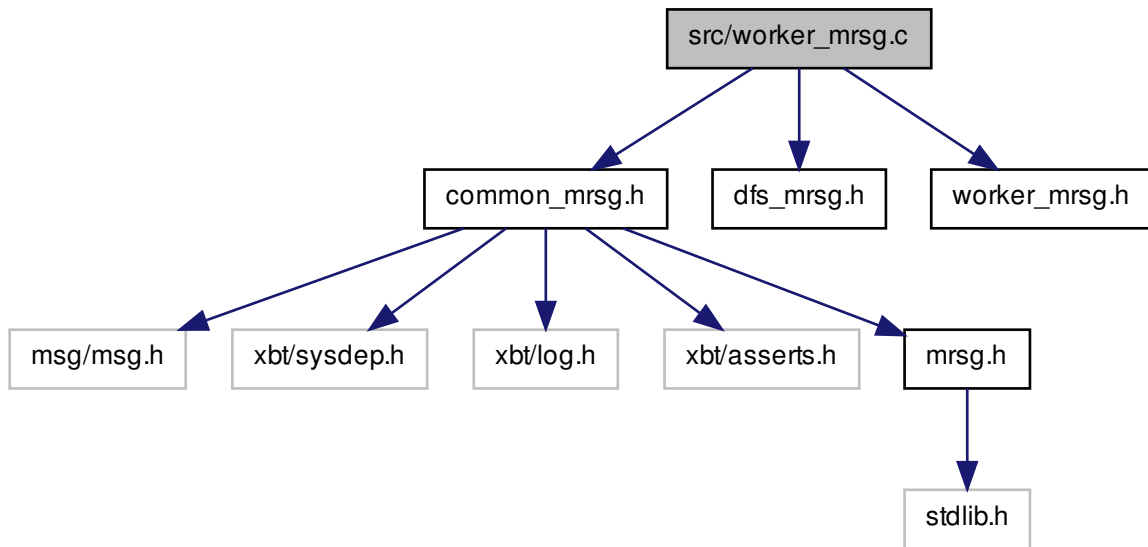 src/worker_mrsg.c
common_mrsg.h
dfs_mrsg.h
worker_mrsg.h
msg/msg.h
xbt/sysdep.h
xbt/log.h
xbt/asserts.h
mrsg.h
stdlib.h